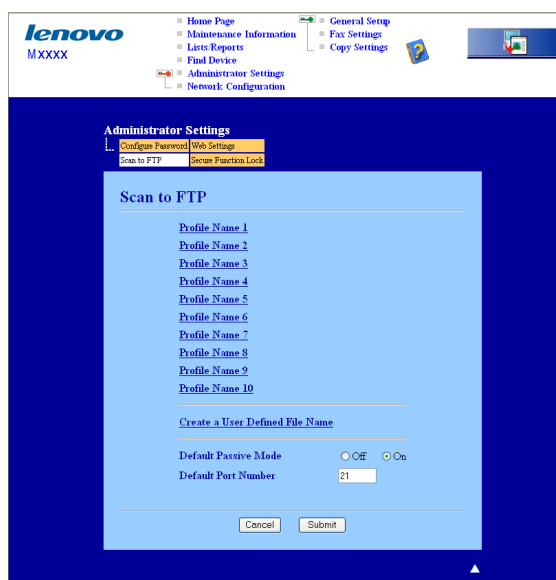 lenovo
Mxxxx
Home Page
Maintenance Information
Lists/Reports
Find Device
Administrator Settings
Network Configuration
General Setup
Fax Settings
Copy Settings
Administrator Settings
Configure Password Web Settings
Scan to FTP Secure Function Lock
Scan to FTP
Profile Name 1
Profile Name 2
Profile Name 3
Profile Name 4
Profile Name 5
Profile Name 6
Profile Name 7
Profile Name 8
Profile Name 9
Profile Name 10
Create a User Defined File Name
Default Passive Mode Off On
Default Port Number 21
Cancel Submit